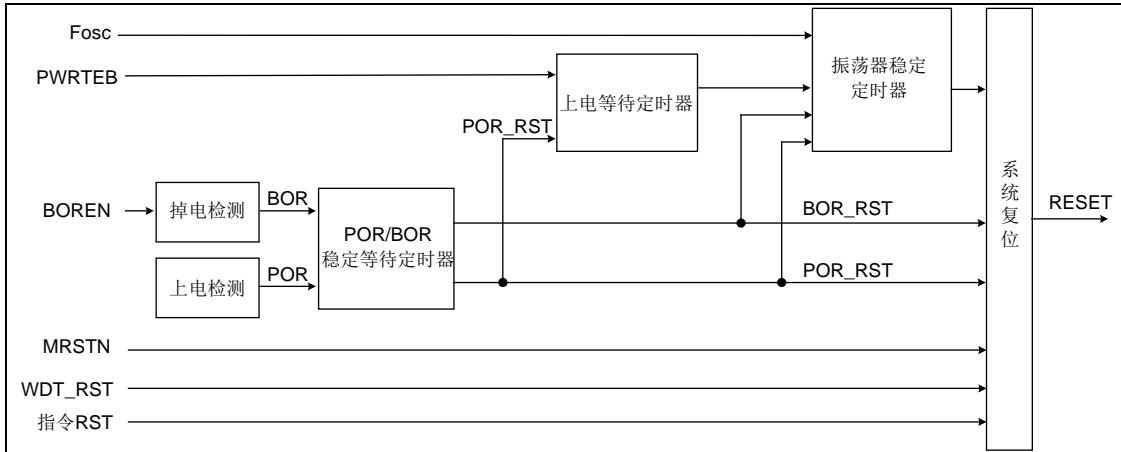 Fosc
PWRTEB
上电等待定时器
振荡器稳定
定时器
POR_RST
BOREN
掉电检测
BOR
POR/BOR
稳定等待定时器
上电检测
POR
BOR_RST
POR_RST
系统复位
RESET
MRSTN
WDT_RST
指令RST